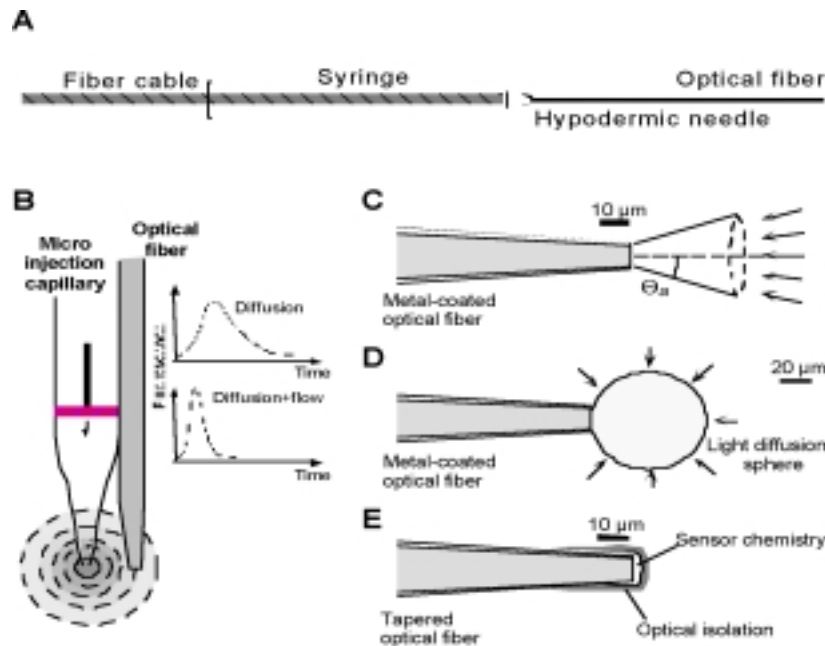 A
Fiber cable
Syringe
Optical fiber
Hypodermic needle
B
Optical
fiber
Micro
injection
capillary
Diffusion
Time
Diffusion+flow
Time
C
10 µm
Metal-coated
optical fiber
D
20 µm
Metal-coated
optical fiber
Light diffusion
sphere
E
10 µm
Sensor chemistry
Tapered
optical fiber
Optical isolation